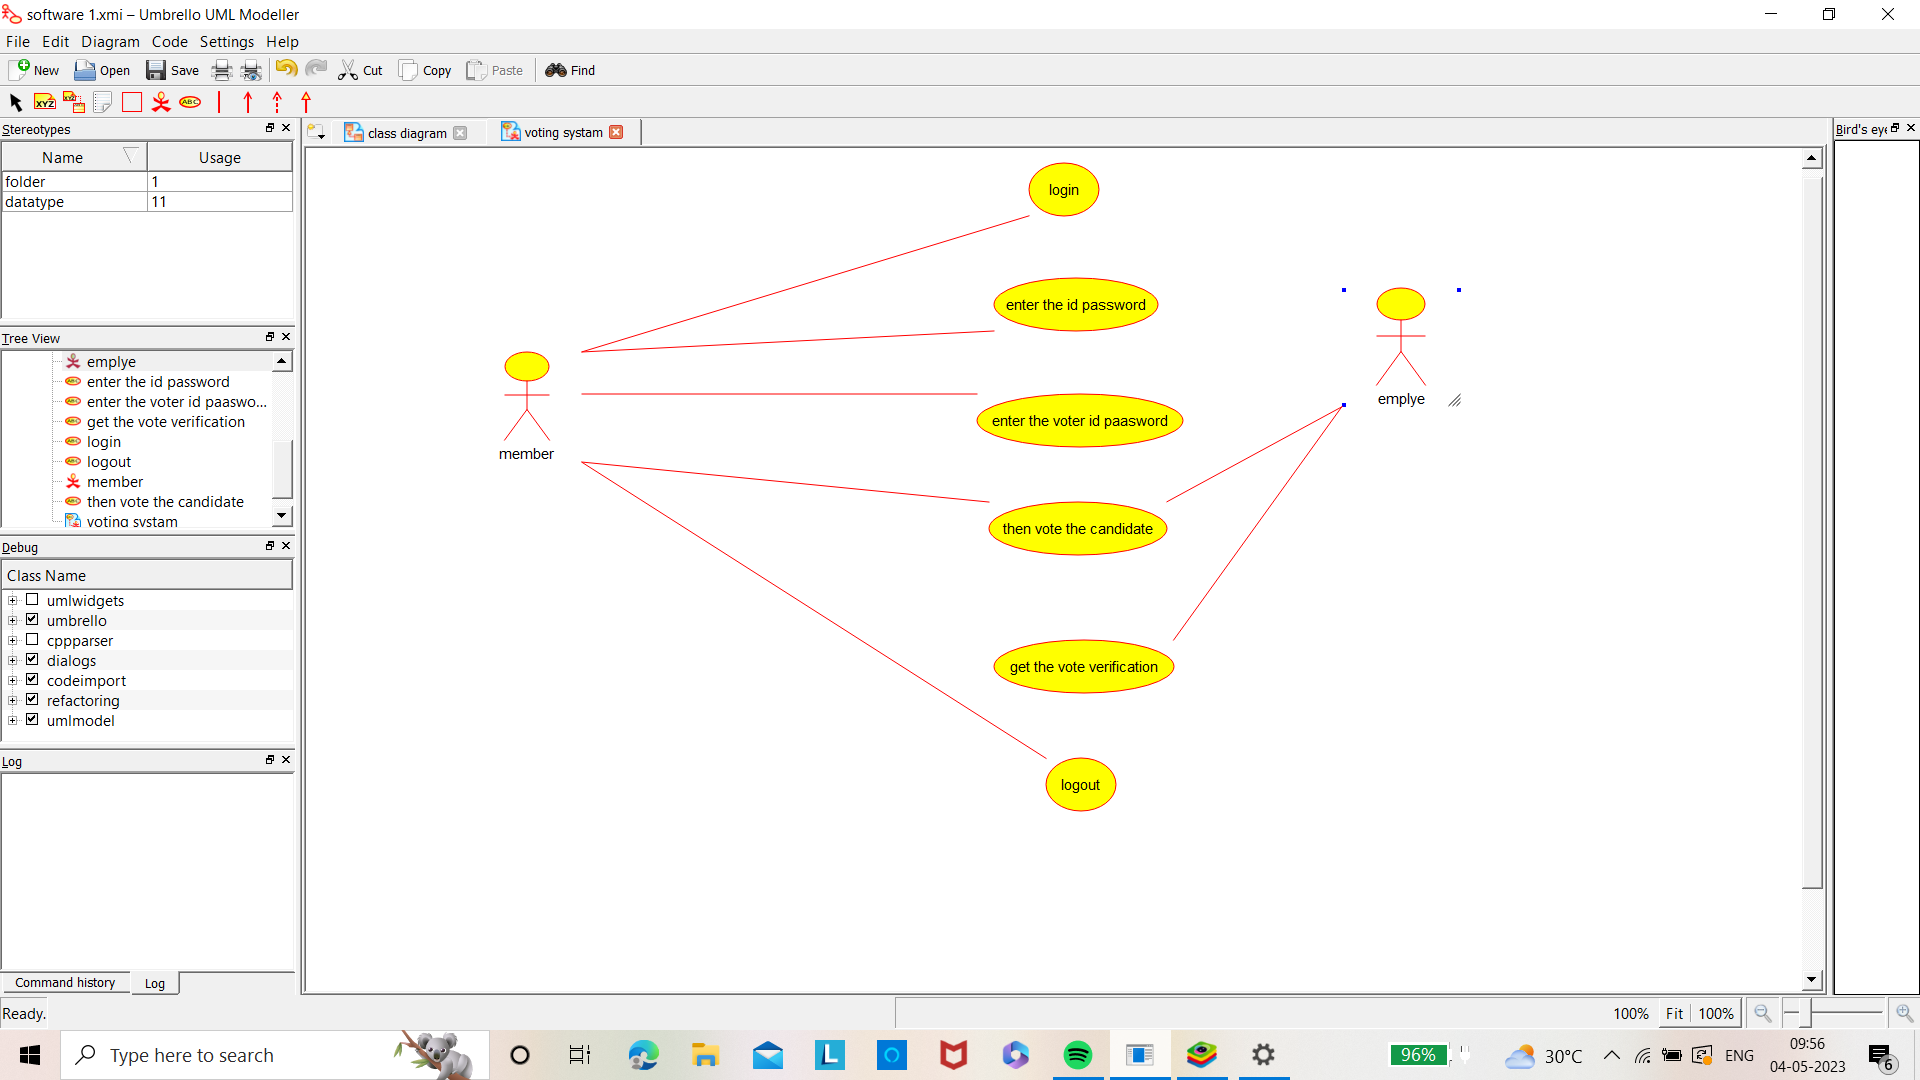 software 1.xmi – Umbrello UML Modeller
File Edit Diagram Code Settings Help
New Open Save Cut Copy Paste Find
XYZ XYZ ABC
Stereotypes
Name Usage
folder 1
datatype 11
Tree View
emplye
enter the id password
enter the voter id paaswo...
get the vote verification
login
logout
member
then vote the candidate
voting systam
Debug
Class Name
umlwidgets
umbrello
cppparser
dialogs
codeimport
refactoring
umlmodel
Log
Command history Log
Ready.
class diagram voting systam
login
enter the id password
enter the voter id paasword
then vote the candidate
get the vote verification
logout
member
emplye
Bird's eye
100% Fit 100%
Type here to search
L
96%
30°C
ENG
09:56
04-05-2023
6